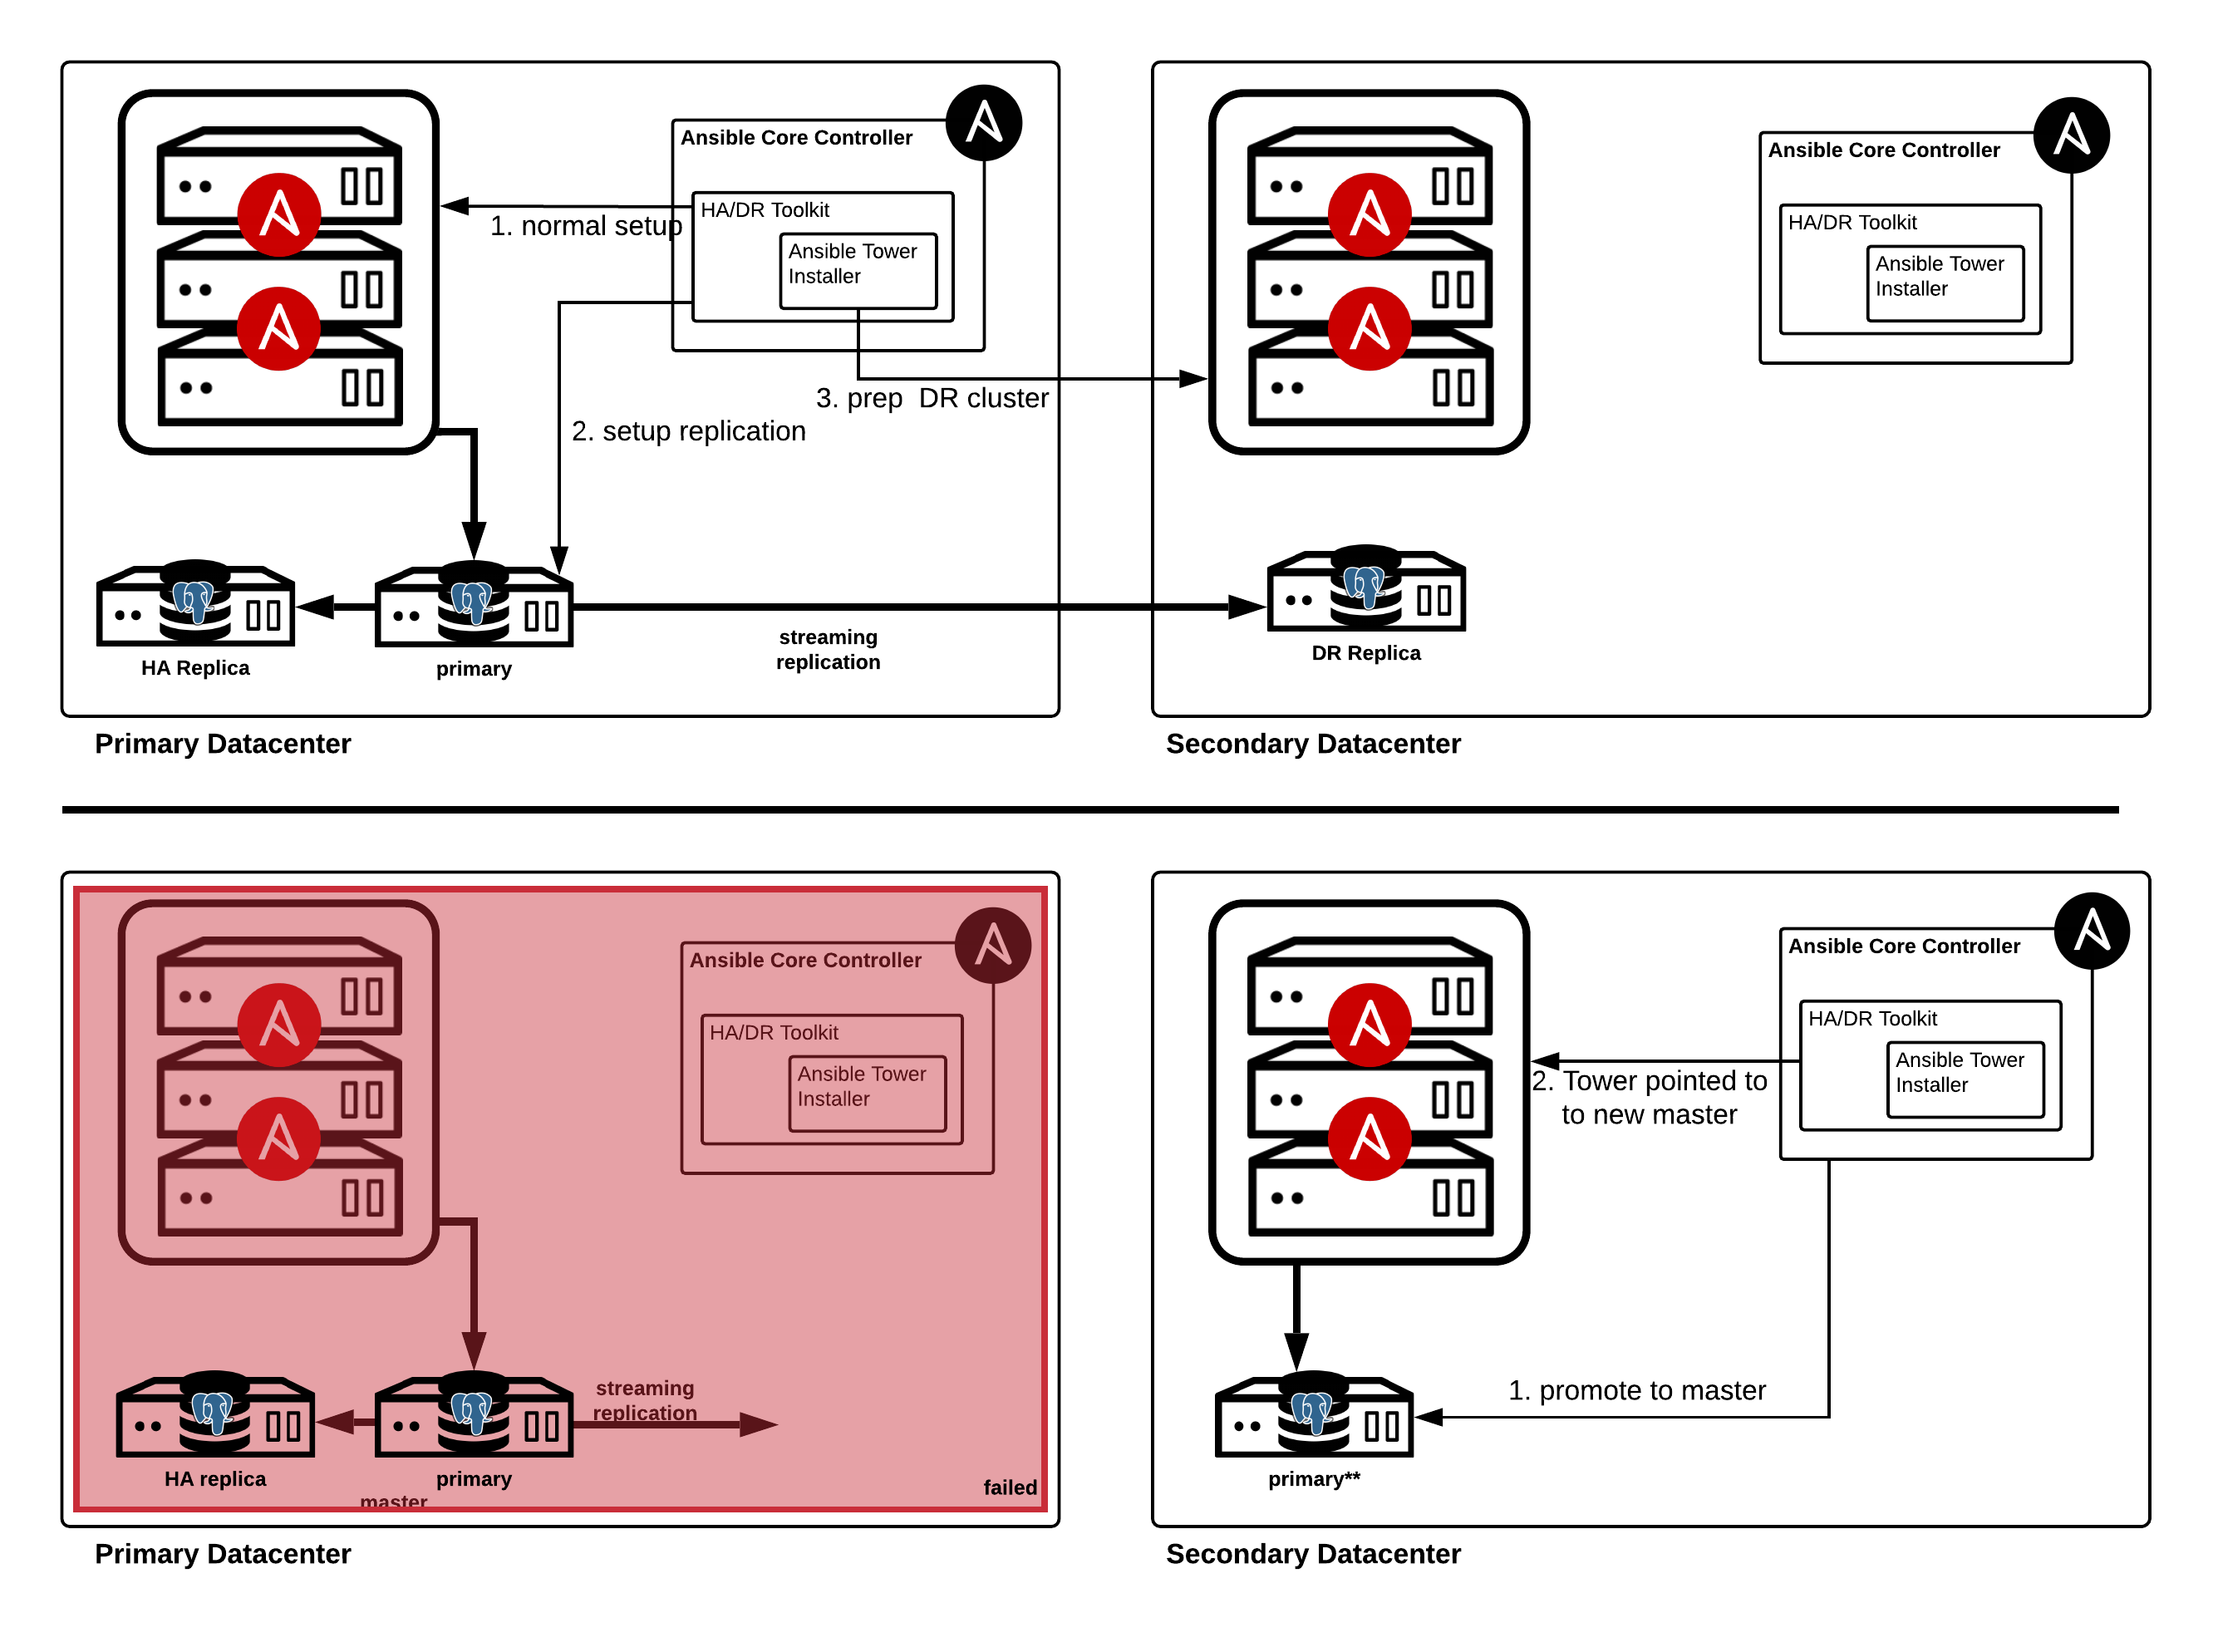 Ansible Core Controller
HA/DR Toolkit
Ansible Tower
Installer
1. normal setup
2. setup replication
3. prep  DR cluster
HA Replica
primary
streaming
replication
Primary Datacenter
Ansible Core Controller
HA/DR Toolkit
Ansible Tower
Installer
DR Replica
Secondary Datacenter
Ansible Core Controller
HA/DR Toolkit
Ansible Tower
Installer
streaming
replication
HA replica
primary
master
failed
Primary Datacenter
Ansible Core Controller
HA/DR Toolkit
Ansible Tower
Installer
2. Tower pointed to
to new master
1. promote to master
primary**
Secondary Datacenter